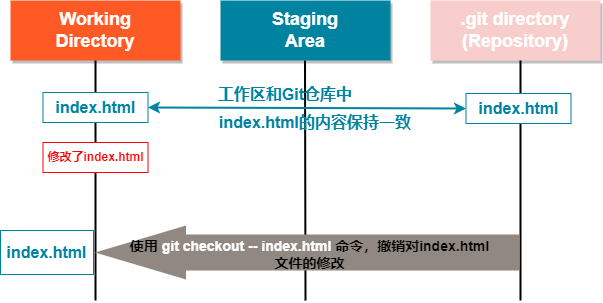 Working
Directory
Staging
Area
.git directory
(Repository)
index.html
工作区和Git仓库中
index.html的内容保持一致
index.html
修改了index.html
index.html
使用 git checkout -- index.html 命令，撤销对index.html
文件的修改